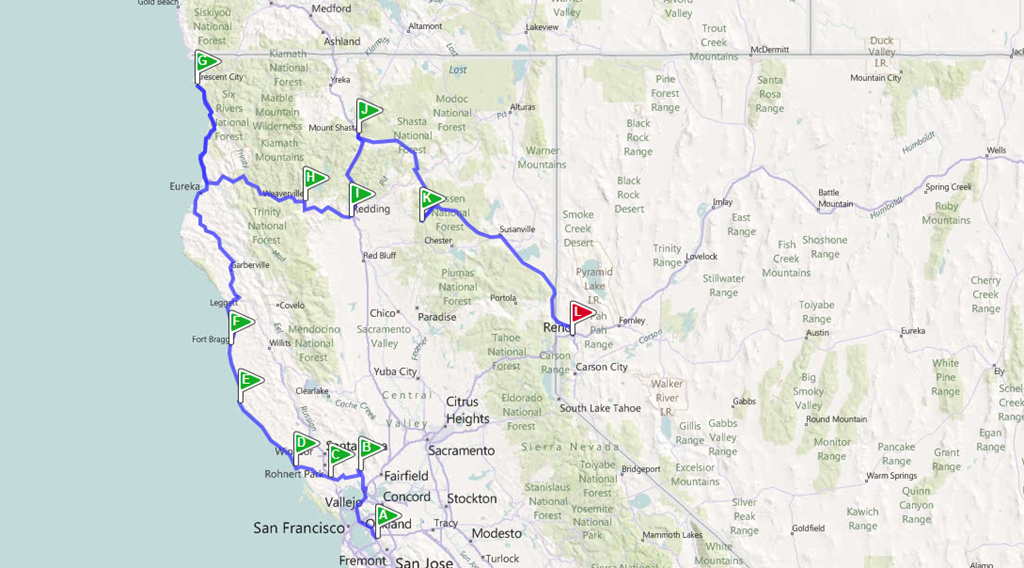 Gold Beach
Siskiyou
National
Forest
Medford
Ashland
Klamath
Altamont
Lakeview
Valley
Trout
Creek
Mountains
McDermitt
Duck
Valley
I.R.
Mountain City
G
Crescent City
Klamath
National
Forest
Yreka
Lost
Lost
Six
Rivers
National
Forest
Marble
Mountain
Wilderness
Klamath
Mountains
J
Mount Shasta
Modoc
National
Forest
Shasta
National
Forest
Alturas
Pit
Warner
Mountains
Pine
Forest
Range
Santa
Rosa
Range
Black
Rock
Range
Black
Rock
Desert
Humboldt
Wells
Trinity
Eureka
Weaverville
H
I
Redding
Pit
K
Lassen
National
Forest
Trinity
National
Forest
Smoke
Creek
Desert
Imlay
Battle
Mountain
Humboldt
Spring Creek
Ruby
Mountains
East
Range
Chester
Susanville
Garberville
Red Bluff
Trinity
Range
Lovelock
Fish
Creek
Mountains
Shoshone
Range
Stillwater
Range
Cherry
Creek
Range
Plumas
National
Forest
Pyramid
Lake
I.R.
Leggett
Covelo
Portola
Toiyabe
Range
F
Fort Bragg
Eel
Mendocino
National
Forest
Willits
Chico
Sacramento
Valley
Paradise
Feather
L
Reno
Pah
Pah
Range
Fernley
Carson
Austin
Eureka
Tahoe
National
Forest
Carson
Range
Carson City
E
Yuba City
Clearlake
Cache Creek
Russian
Central
Valley
Citrus
Heights
Eldorado
National
Forest
South Lake Tahoe
Walker
River
I.R.
Gabbs
Big
Smoky
Valley
White
Pine
Range
Ely
Schell
Creek
Range
Round Mountain
Gillis
Range
Gabbs
Valley
Range
Monitor
Range
Pancake
Range
Egan
Range
D
Windsor
Santa Rosa
C
B
Rohnert Park
Sacramento
Sierra Nevada
Toiyabe
National
Forest
Bridgeport
Excelsior
Mountains
Warm Springs
Fairfield
Vallejo
Concord
Stockton
Stanislaus
National
Forest
Yosemite
National
Forest
Silver
Peak
Range
Kawich
Range
Quinn
Canyon
Range
A
Oakland
San Francisco
Tracy
Modesto
Mammoth Lakes
Goldfield
Fremont
San Jose
Turlock
White
Mountains
Alamo